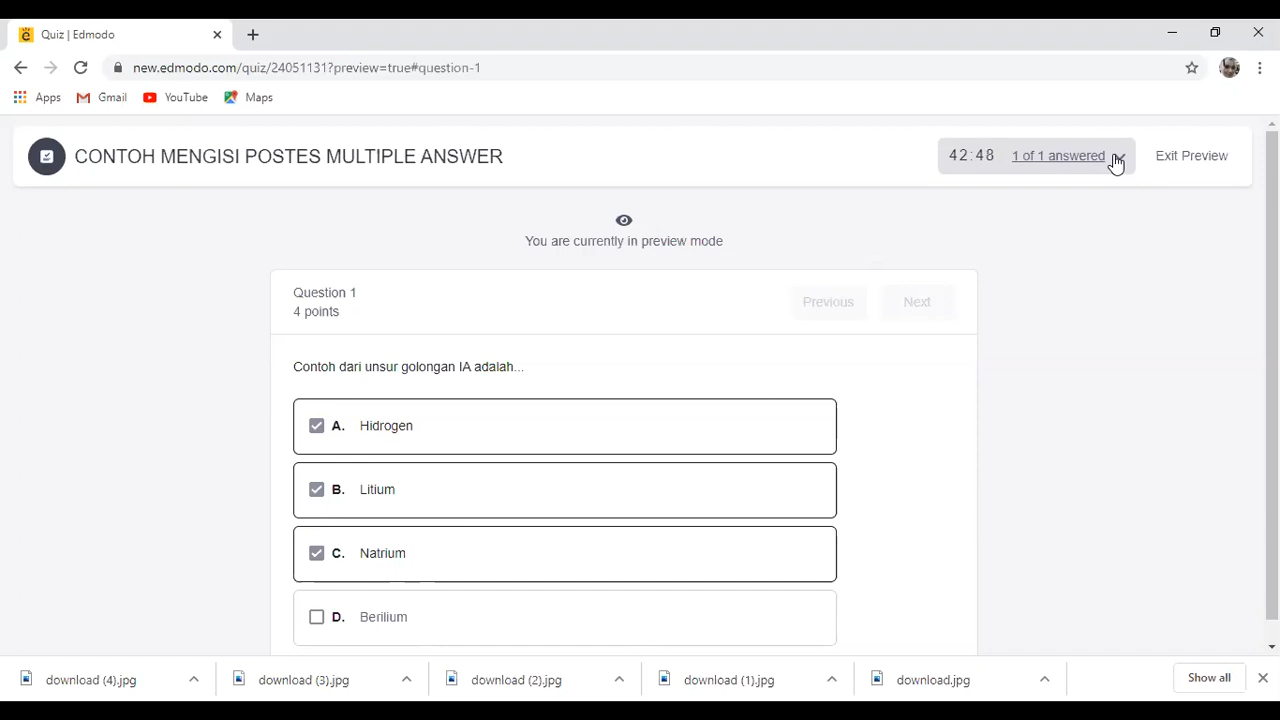 Quiz | Edmodo
new.edmodo.com/quiz/24051131?preview=true#question-1
Apps Gmail YouTube Maps
CONTOH MENGISI POSTES MULTIPLE ANSWER
42:48 1 of 1 answered Exit Preview
You are currently in preview mode
Question 1
4 points
Previous Next
Contoh dari unsur golongan IA adalah...
A. Hidrogen
B. Litium
C. Natrium
D. Berilium
download (4).jpg download (3).jpg download (2).jpg download (1).jpg download.jpg Show all